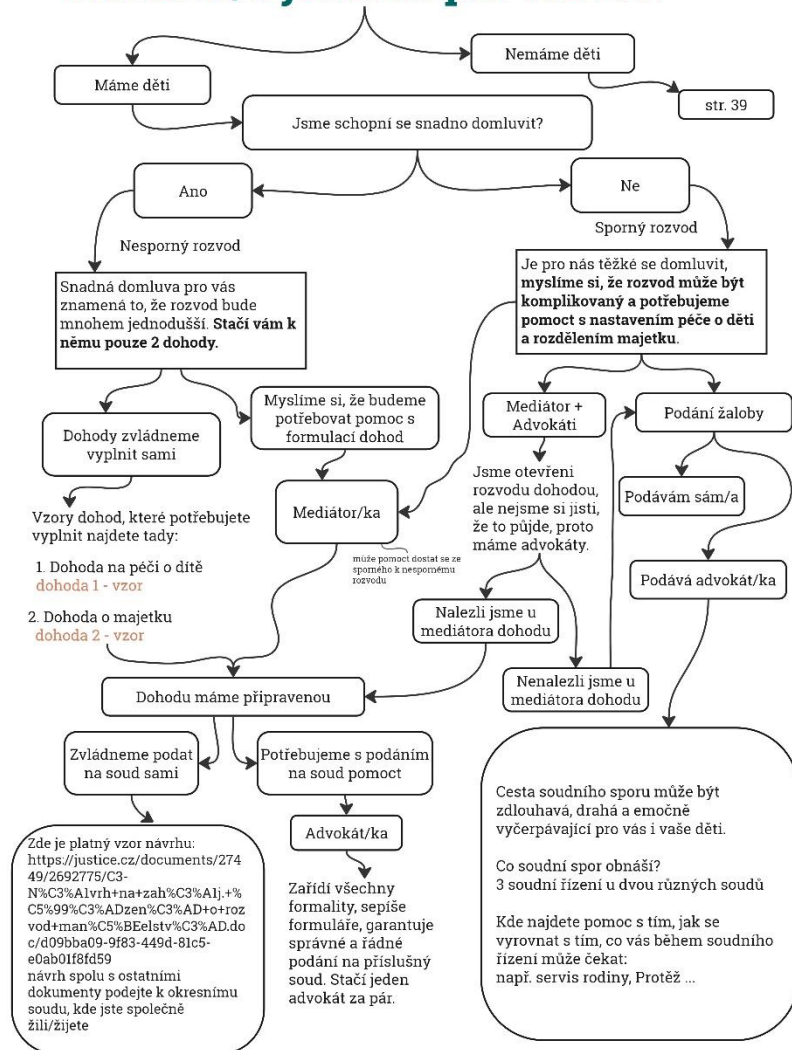 Nemáme děti
Máme děti
str. 39
Jsme schopní se snadno domluvit?
Ano
Ne
Nesporný rozvod
Sporný rozvod
Snadná domluva pro vás
znamená to, že rozvod bude
mnohem jednodušší. Stačí vám k
němu pouze 2 dohody.
Je pro nás těžké se domluvit,
myslíme si, že rozvod může být
komplikovaný a potřebujeme
pomoct s nastavením péče o děti
a rozdělením majetku.
Dohody zvládneme
vyplnit sami
Myslíme si, že budeme
potřebovat pomoc s
formulací dohod
Mediátor +
Advokáti
Podání žaloby
Vzory dohod, které potřebujete
vyplnit najdete tady:
1. Dohoda na péči o dítě
dohoda 1 - vzor
2. Dohoda o majetku
dohoda 2 - vzor
Mediátor/ka
může pomoct dostat se ze
sporného k nespornému
rozvodu
Jsme otevřeni
rozvodu dohodou,
ale nejsme si jisti,
že to půjde, proto
máme advokáty.
Podávám sám/a
Podává advokát/ka
Nalezli jsme u
mediátora dohodu
Nenalezli jsme u
mediátora dohodu
Dohodu máme připravenou
Zvládneme podat
na soud sami
Potřebujeme s podáním
na soud pomoct
Advokát/ka
Zde je platný vzor návrhu:
https://justice.cz/documents/274
49/2692775/C3-
N%C3%A1vrh+na+zah%C3%A1j.+%
C5%99%C3%ADzen%C3%AD+o+roz
vod+man%C5%BEelstv%C3%AD.do
c/d09bba09-9f83-449d-81c5-
e0ab01f8fd59
návrh spolu s ostatními
dokumenty podejte k okresnímu
soudu, kde jste společně
žili/žijete
Zařídí všechny
formality, sepíše
formuláře, garantuje
správné a řádné
podání na příslušný
soud. Stačí jeden
advokát za pár.
Cesta soudního sporu může být
zdlouhavá, drahá a emočně
vyčerpávající pro vás i vaše děti.
Co soudní spor obnáší?
3 soudní řízení u dvou různých soudů
Kde najdete pomoc s tím, jak se
vyrovnat s tím, co vás během soudního
řízení může čekat:
např. servis rodiny, Protěž ...